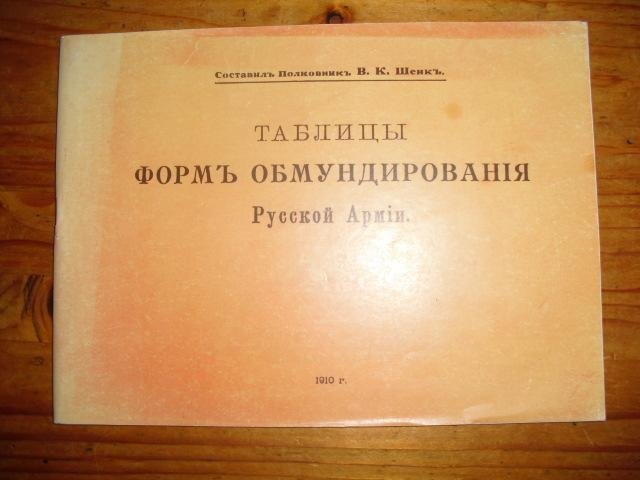 Составилъ Полковникъ В. К. Шенкъ.
ТАБЛИЦЫ
ФОРМЪ ОБМУНДИРОВАНІЯ
Русской Арміи.
1910 г.